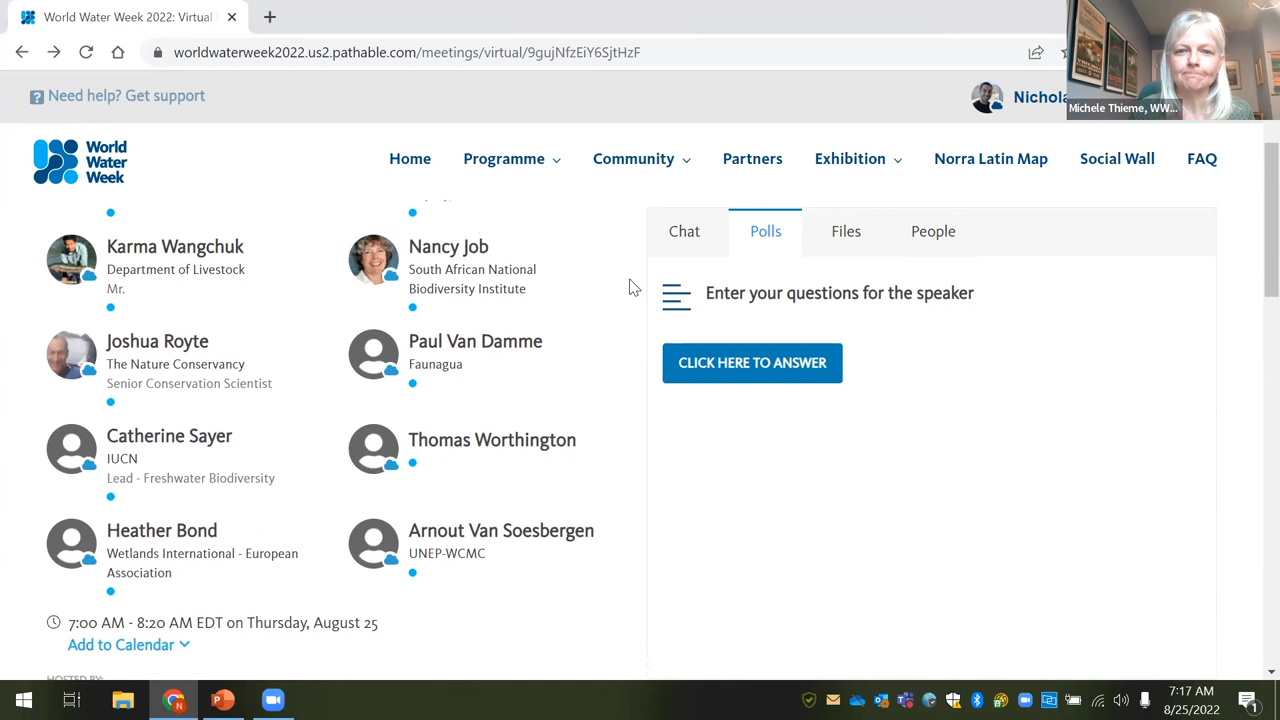 World Water Week 2022: Virtual
worldwaterweek2022.us2.pathable.com/meetings/virtual/9gujNfzEiY6SjtHzF
Michele Thieme, WW...
? Need help? Get support
Nichola
World
Water
Week
Home
Programme
Community
Partners
Exhibition
Norra Latin Map
Social Wall
FAQ
Karma Wangchuk
Department of Livestock
Mr.
Nancy Job
South African National
Biodiversity Institute
Joshua Royte
The Nature Conservancy
Senior Conservation Scientist
Paul Van Damme
Faunagua
Catherine Sayer
IUCN
Lead - Freshwater Biodiversity
Thomas Worthington
Heather Bond
Wetlands International - European
Association
Arnout Van Soesbergen
UNEP-WCMC
7:00 AM - 8:20 AM EDT on Thursday, August 25
Add to Calendar
HOSTED BY:
Chat
Polls
Files
People
Enter your questions for the speaker
CLICK HERE TO ANSWER
7:17 AM
8/25/2022
1